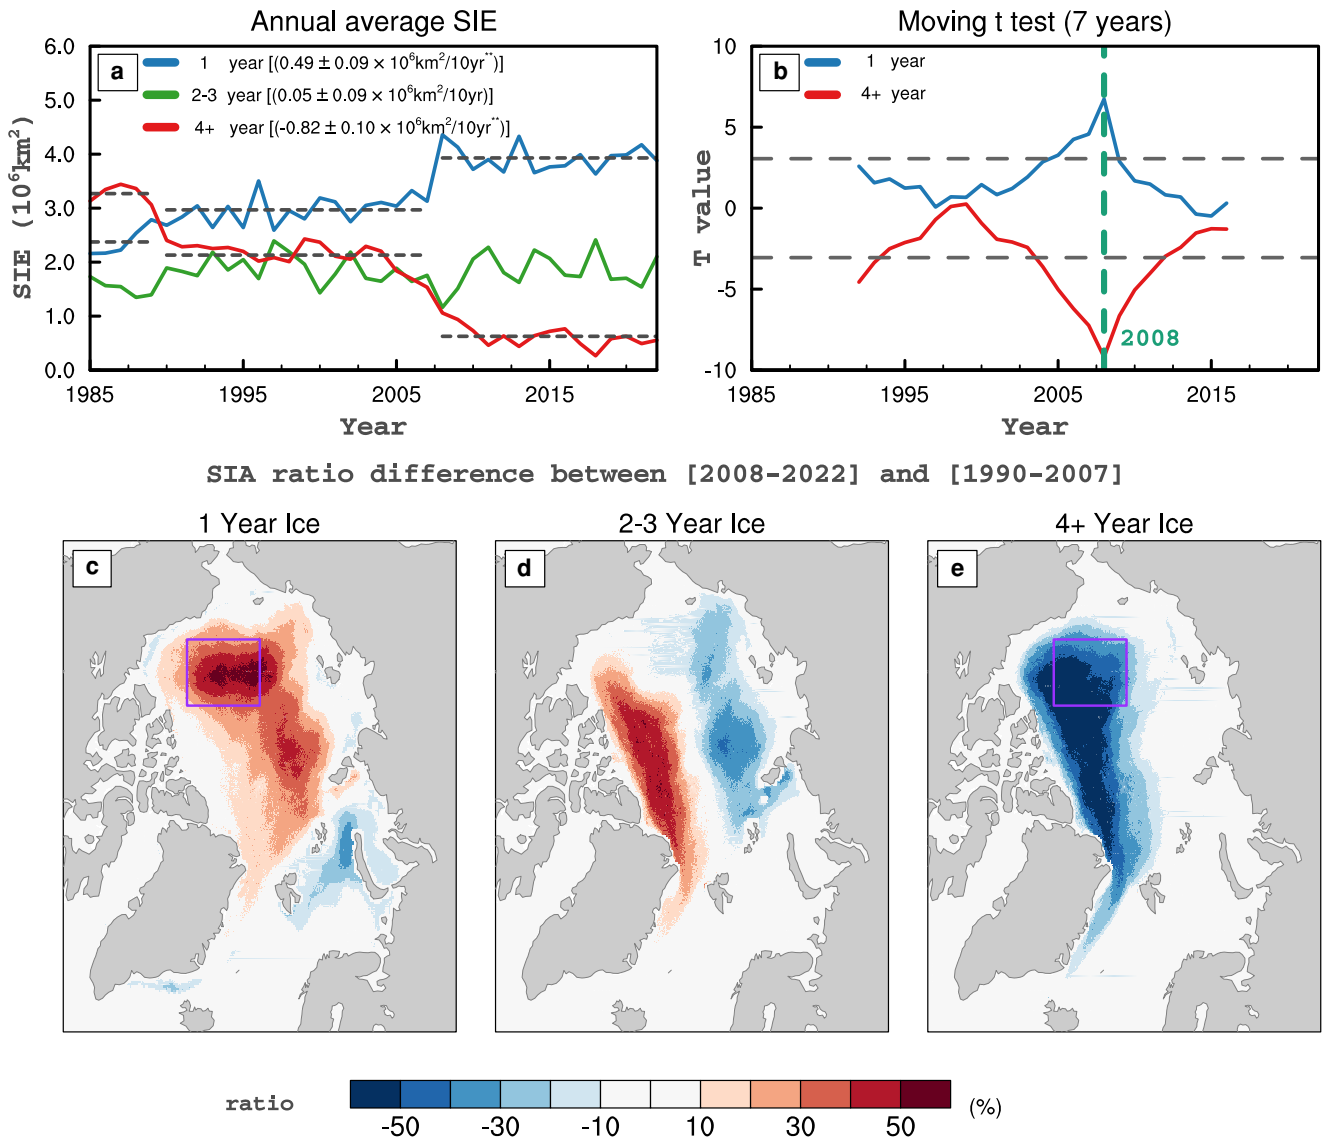 Annual average SIE
Moving t test (7 years)
a
1 year [(0.49 ± 0.09 × 10⁶km²/10yr**)]
2-3 year [(0.05 ± 0.09 × 10⁶km²/10yr)]
4+ year [(-0.82 ± 0.10 × 10⁶km²/10yr**)]
SIE (10⁶km²)
6.0
5.0
4.0
3.0
2.0
1.0
0.0
1985 1995 2005 2015
Year
b
1 year
4+ year
T value
10
5
0
-5
-10
2008
1985 1995 2005 2015
Year
SIA ratio difference between [2008-2022] and [1990-2007]
1 Year Ice
2-3 Year Ice
4+ Year Ice
c
d
e
ratio
-50 -30 -10 10 30 50
(%)